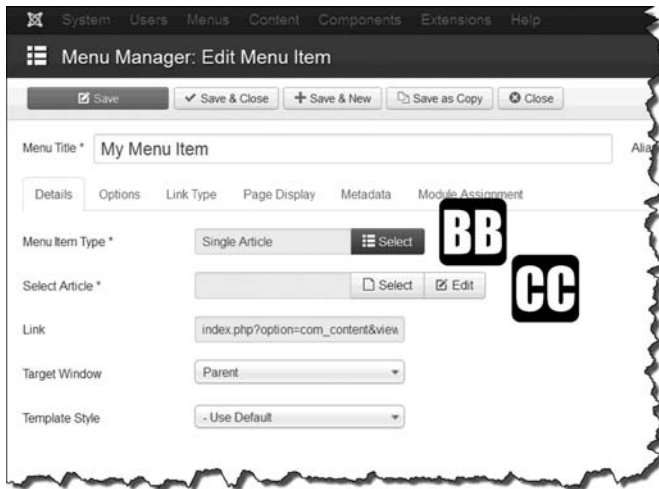 System Users Menus Content Components Extensions Help
Menu Manager: Edit Menu Item
Save Save & Close Save & New Save as Copy Close
Menu Title * My Menu Item Alia
Details Options Link Type Page Display Metadata Module Assignment
Menu Item Type * Single Article Select BB
Select Article * Select Edit CC
Link index.php?option=com_content&view
Target Window Parent
Template Style - Use Default